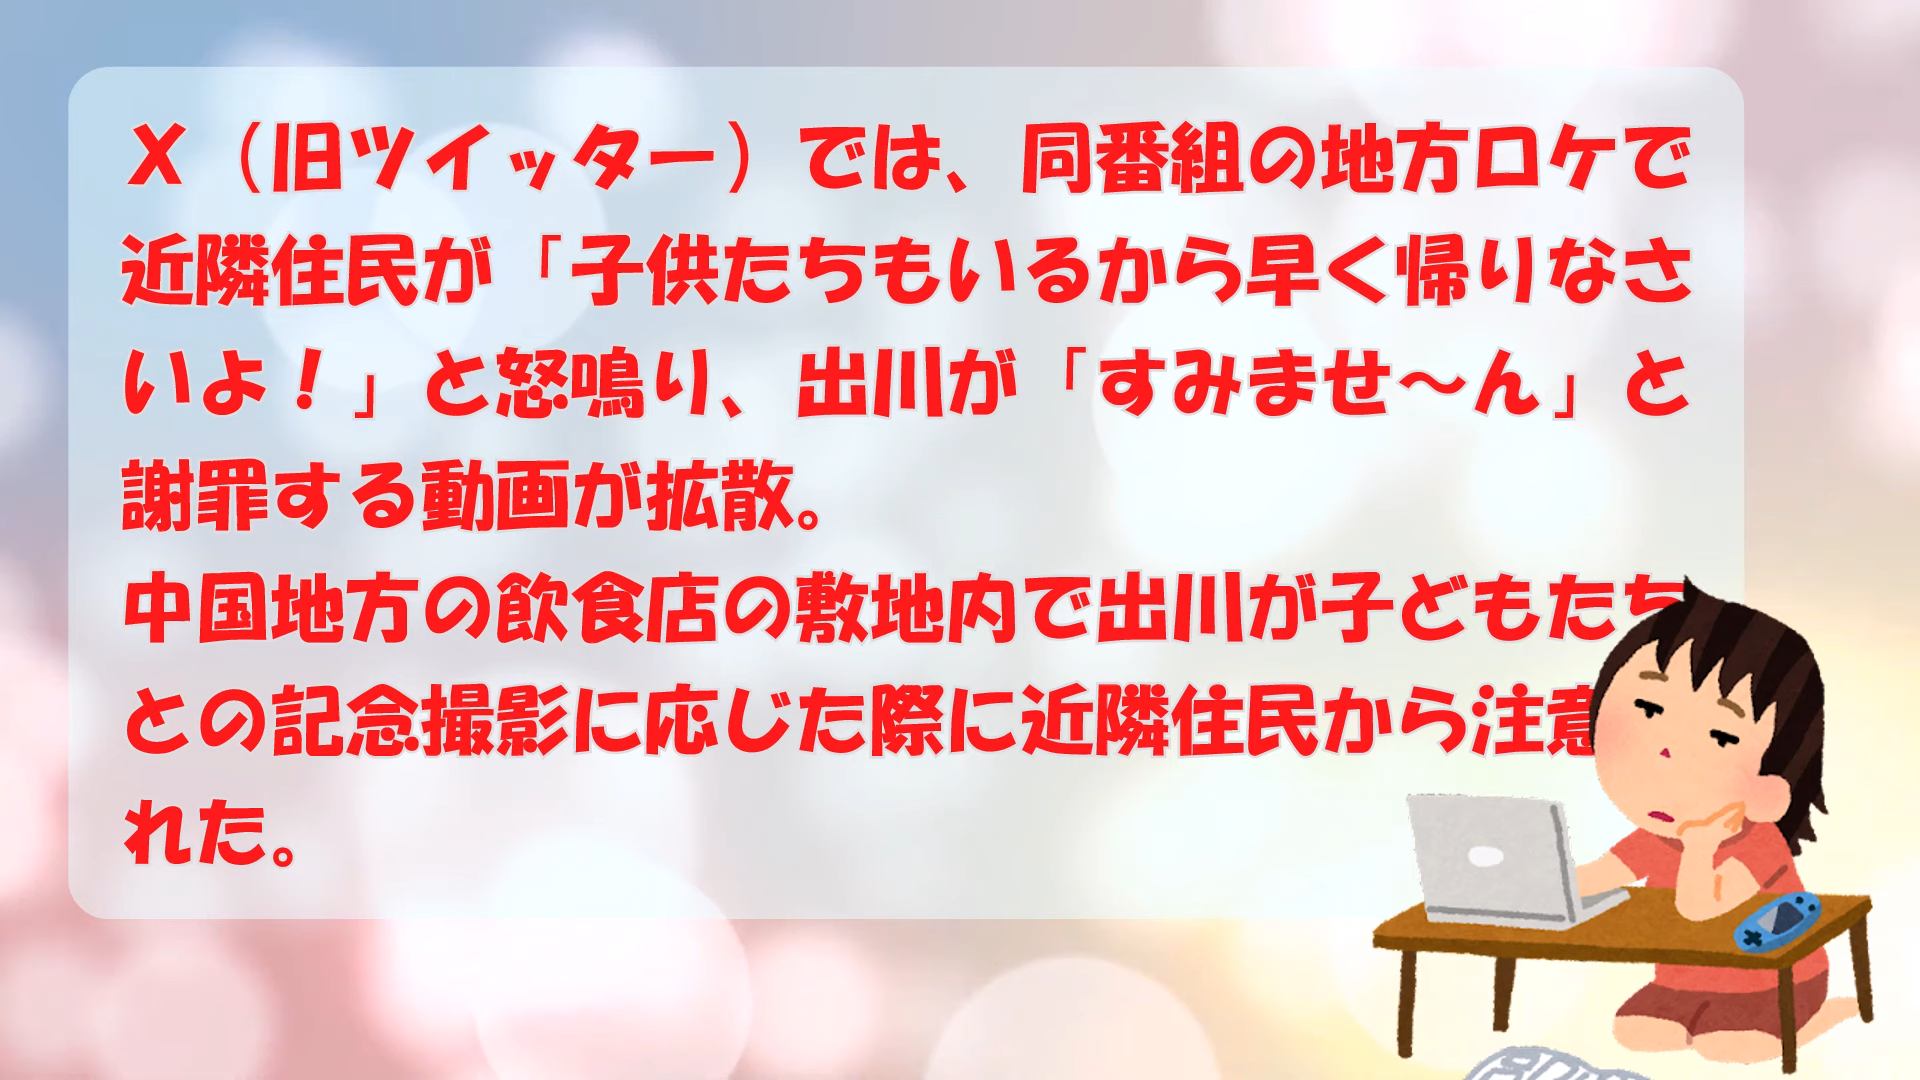 X（旧ツイッター）では、同番組の地方ロケで
近隣住民が「子供たちもいるから早く帰りなさ
いよ！」と怒鳴り、出川が「すみませ～ん」と
謝罪する動画が拡散。
中国地方の飲食店の敷地内で出川が子どもたち
との記念撮影に応じた際に近隣住民から注意
れた。